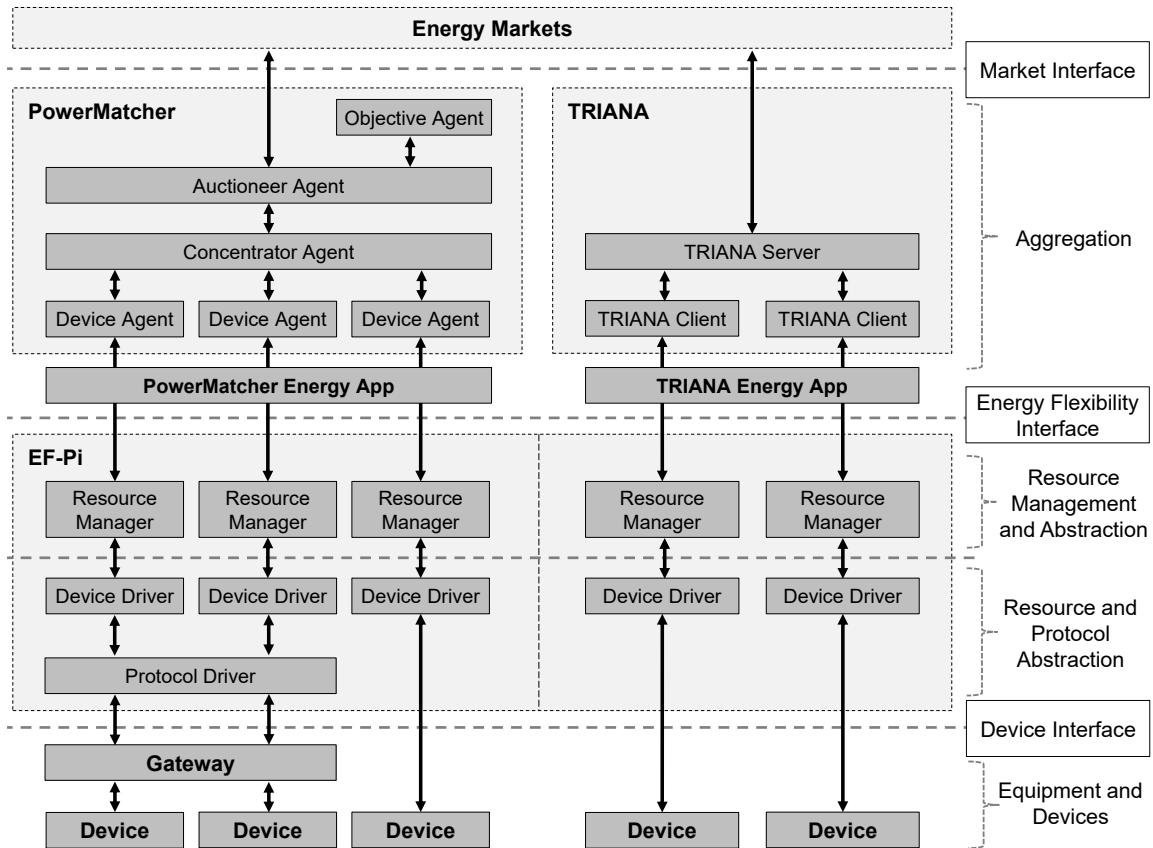 Energy Markets
Market Interface
PowerMatcher
TRIANA
Objective Agent
Auctioneer Agent
Concentrator Agent
TRIANA Server
Aggregation
Device Agent
Device Agent
Device Agent
TRIANA Client
TRIANA Client
PowerMatcher Energy App
TRIANA Energy App
Energy Flexibility
Interface
EF-Pi
Resource
Manager
Resource
Manager
Resource
Manager
Resource
Manager
Resource
Manager
Resource
Management
and Abstraction
Device Driver
Device Driver
Device Driver
Device Driver
Device Driver
Resource and
Protocol
Abstraction
Protocol Driver
Device Interface
Gateway
Equipment and
Devices
Device
Device
Device
Device
Device